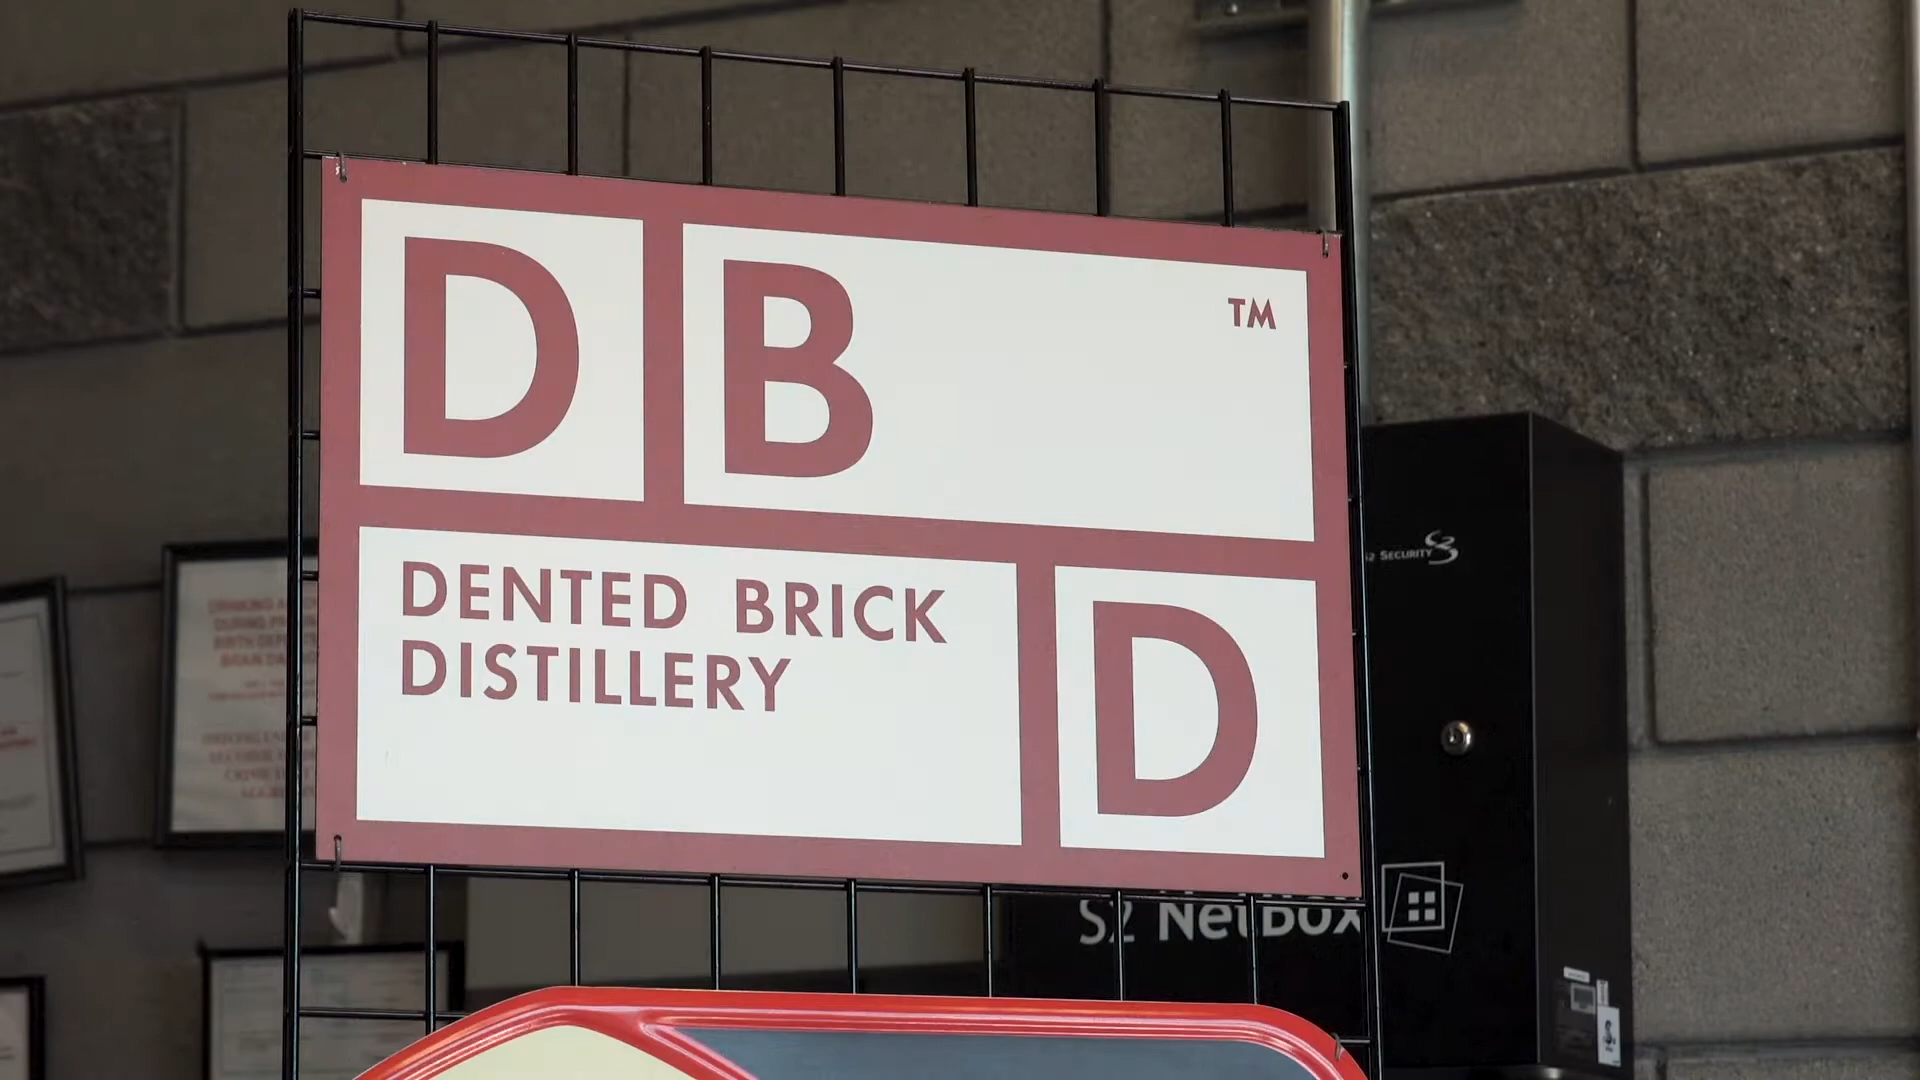 D B ™
DENTED BRICK
DISTILLERY
D
S2 SECURITY
S2 NetBox